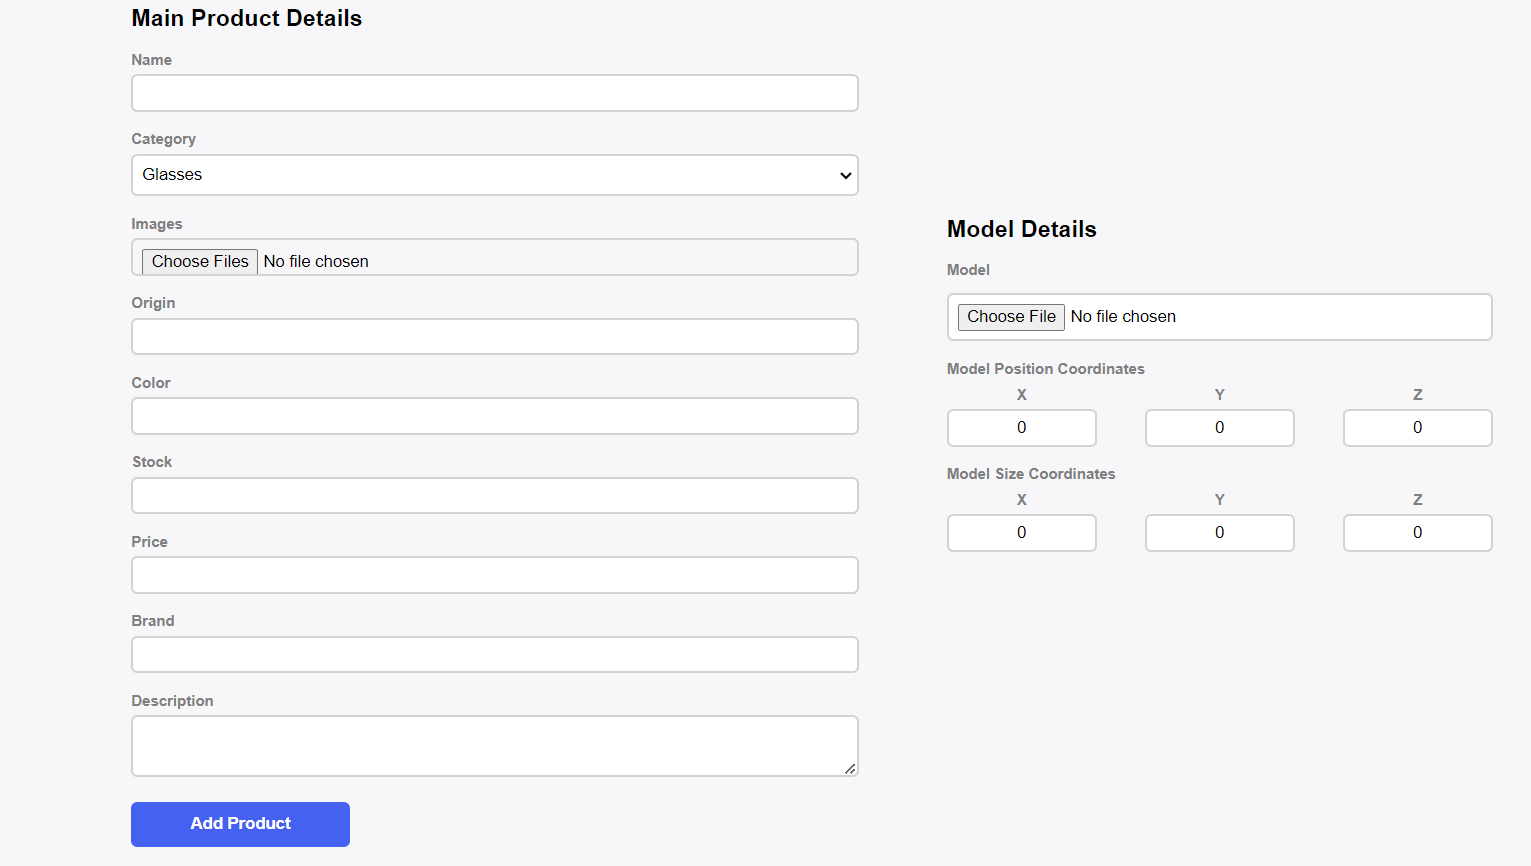 Main Product Details
Name
Category
Glasses
Images
Choose Files No file chosen
Origin
Color
Stock
Price
Brand
Description
Add Product
Model Details
Model
Choose File No file chosen
Model Position Coordinates
X Y Z
0 0 0
Model Size Coordinates
X Y Z
0 0 0